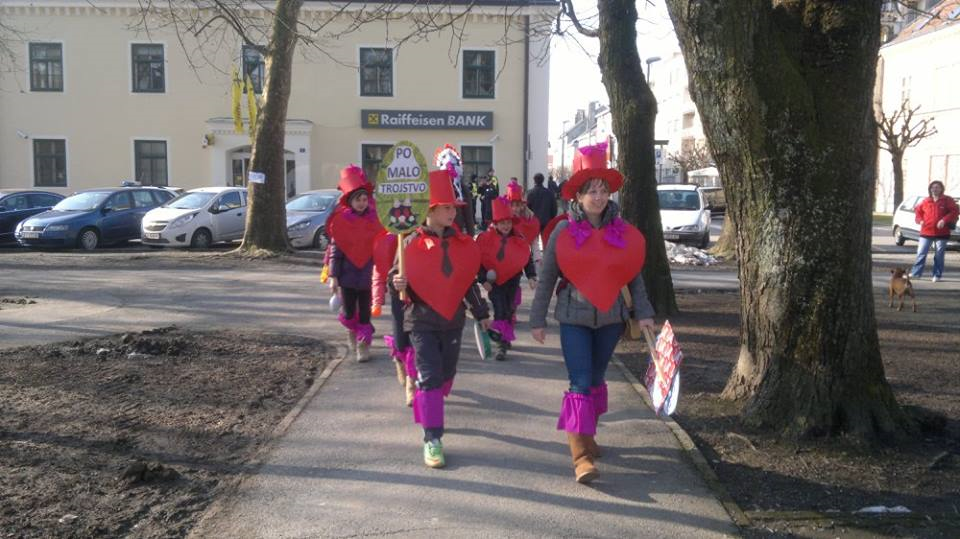 Raiffeisen BANK
PO
MALO
TROJSTVO